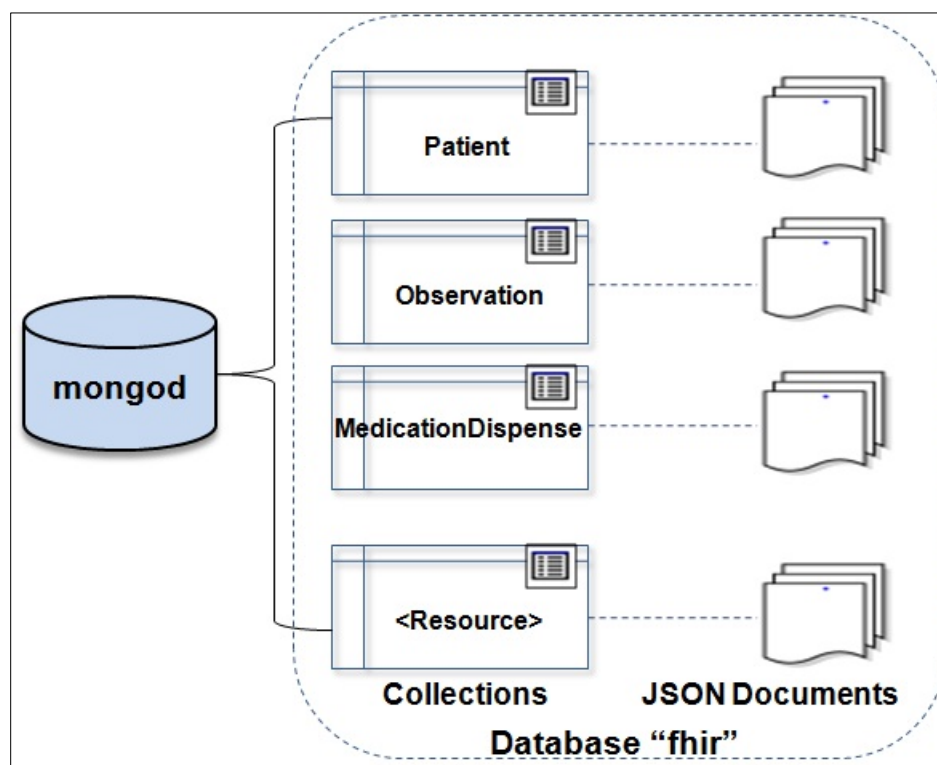 Patient
Observation
mongod
MedicationDispense
<Resource>
Collections
JSON Documents
Database “fhir”